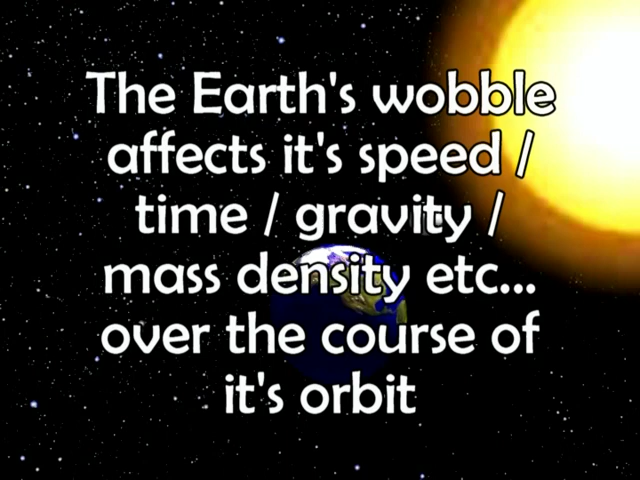 The Earth's wobble
affects it's speed /
time / gravity /
mass density etc...
over the course of
it's orbit